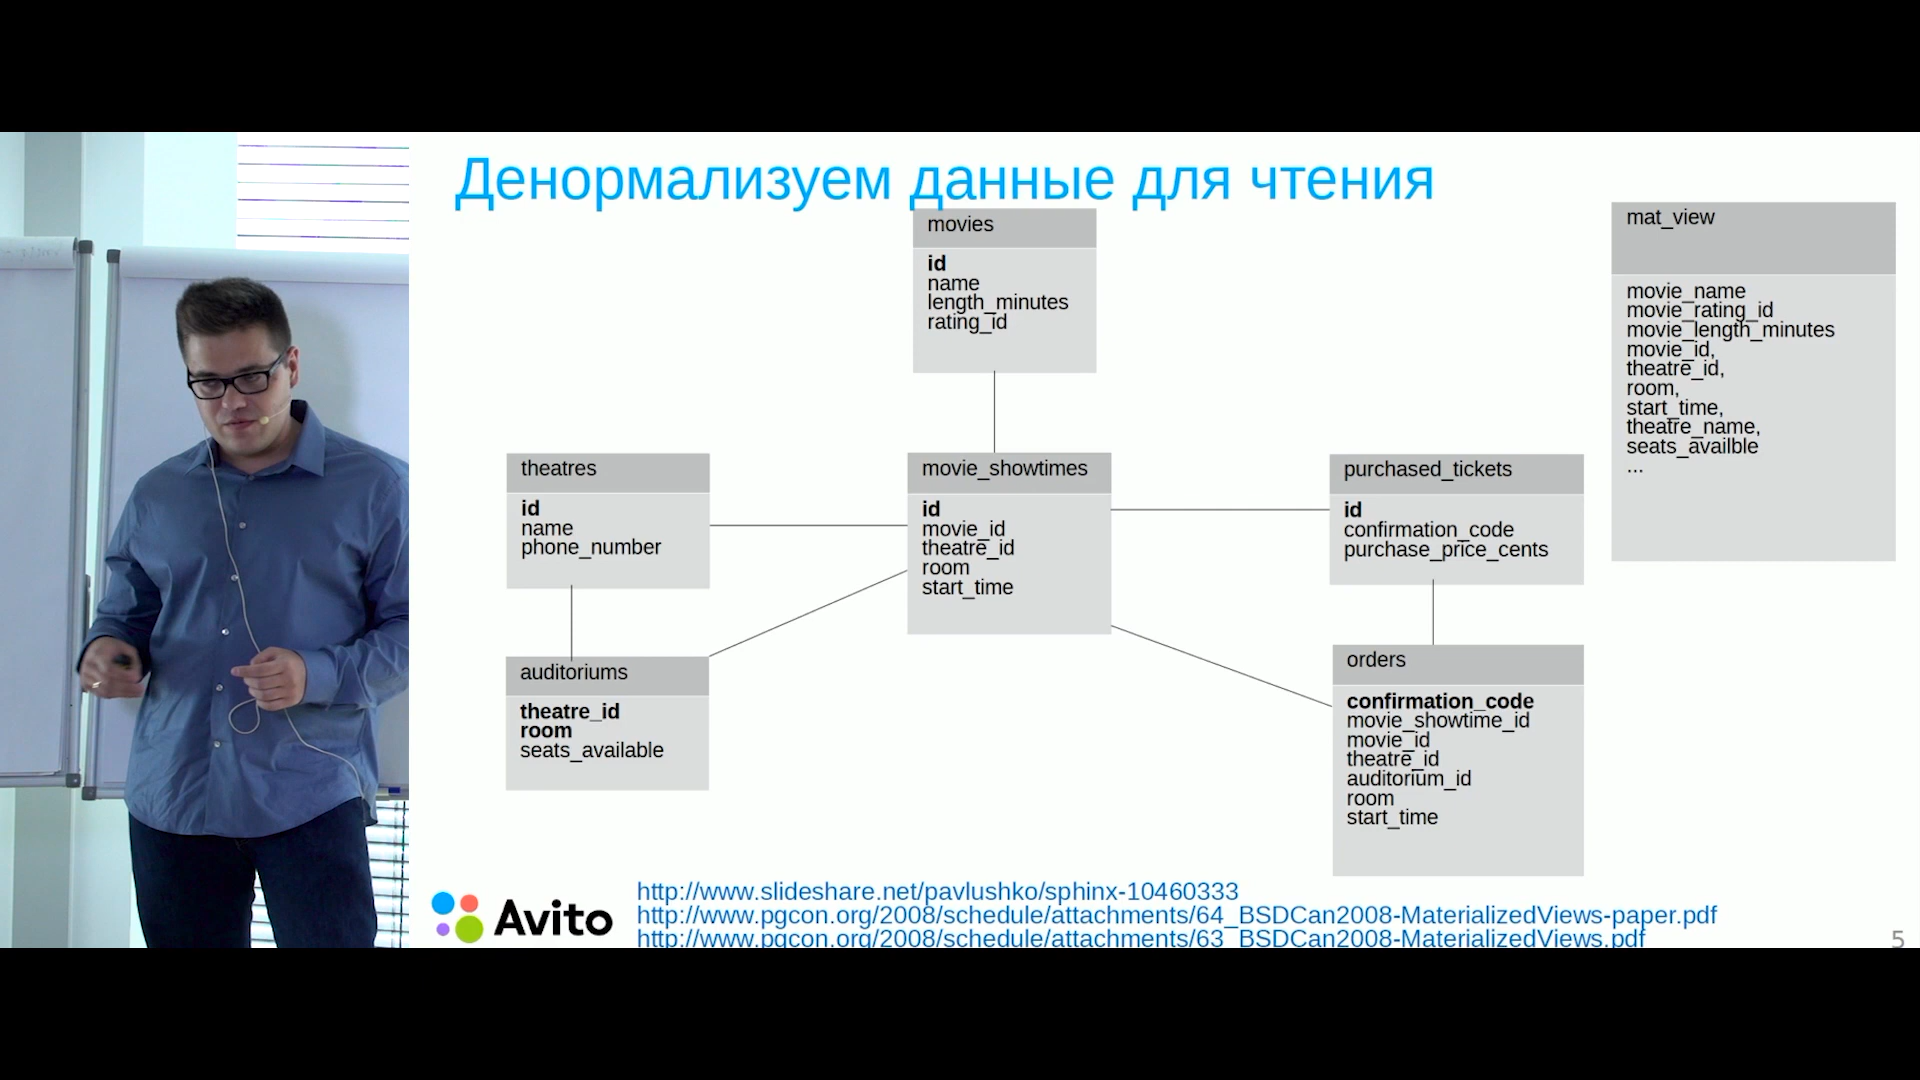 Денормализуем данные для чтения
movies
id
name
length_minutes
rating_id
mat_view
movie_name
movie_rating_id
movie_length_minutes
movie_id,
theatre_id,
room,
start_time,
theatre_name,
seats_availble
...
theatres
id
name
phone_number
movie_showtimes
id
movie_id
theatre_id
room
start_time
purchased_tickets
id
confirmation_code
purchase_price_cents
auditoriums
theatre_id
room
seats_available
orders
confirmation_code
movie_showtime_id
movie_id
theatre_id
auditorium_id
room
start_time
Avito
http://www.slideshare.net/pavlushko/sphinx-10460333
http://www.pgcon.org/2008/schedule/attachments/64_BSDCan2008-MaterializedViews-paper.pdf
http://www.pgcon.org/2008/schedule/attachments/63_BSDCan2008-MaterializedViews.pdf
5